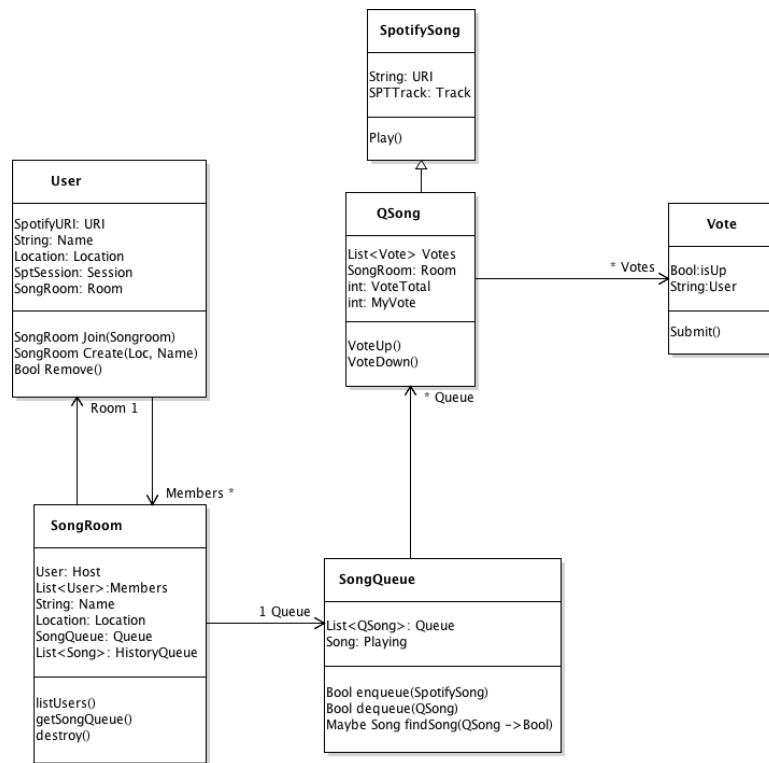 SpotifySong
String: URI
SPTTrack: Track
Play()
User
SpotifyURI: URI
String: Name
Location: Location
SptSession: Session
SongRoom: Room
SongRoom Join(Songroom)
SongRoom Create(Loc, Name)
Bool Remove()
QSong
List<Vote> Votes
SongRoom: Room
int: VoteTotal
int: MyVote
VoteUp()
VoteDown()
* Votes
Vote
Bool:isUp
String:User
Submit()
Room 1
* Queue
Members *
SongRoom
User: Host
List<User>:Members
String: Name
Location: Location
SongQueue: Queue
List<Song>: HistoryQueue
listUsers()
getSongQueue()
destroy()
1 Queue
SongQueue
List<QSong>: Queue
Song: Playing
Bool enqueue(SpotifySong)
Bool dequeue(QSong)
Maybe Song findSong(QSong ->Bool)